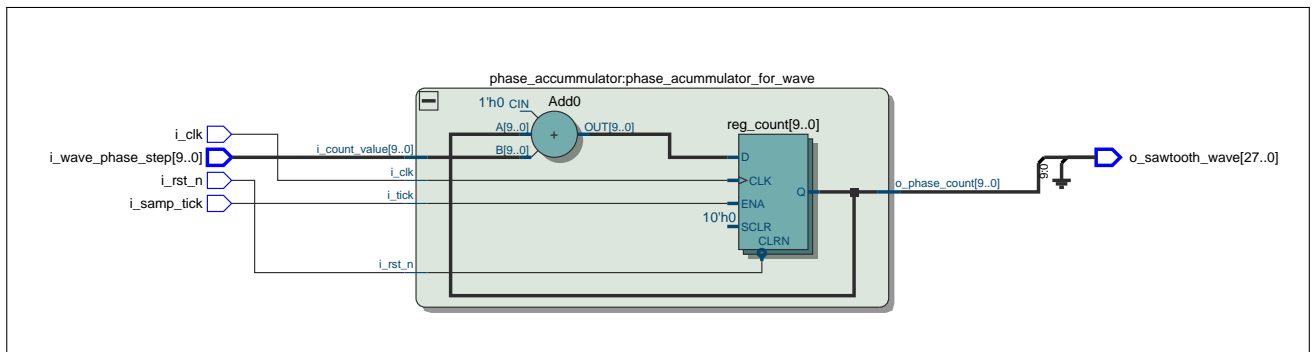 phase_accummulator:phase_acummulator_for_wave
1'h0 CIN
Add0
A[9..0]
OUT[9..0]
B[9..0]
reg_count[9..0]
i_clk
i_wave_phase_step[9..0]
i_rst_n
i_samp_tick
i_count_value[9..0]
i_clk
i_tick
i_rst_n
D
CLK
ENA
10'h0
SCLR
CLRN
Q
o_phase_count[9..0]
9:0
o_sawtooth_wave[27..0]